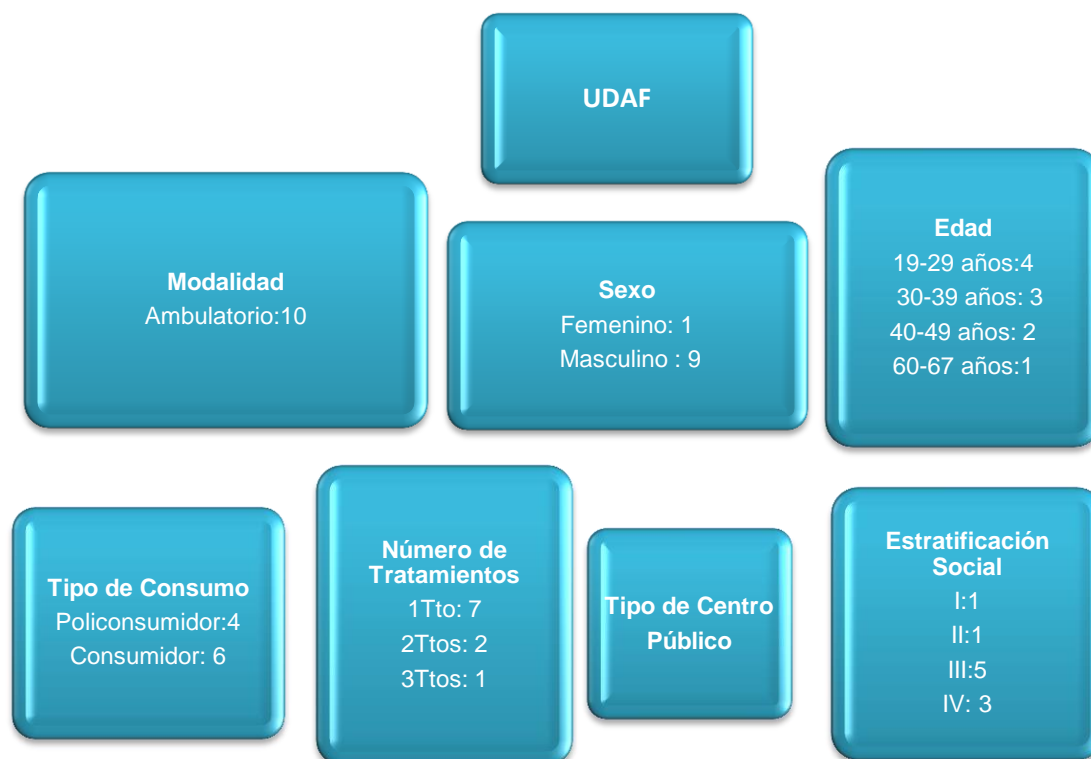 UDAF
Modalidad
Ambulatorio:10
Sexo
Femenino: 1
Masculino : 9
Edad
19-29 años:4
30-39 años: 3
40-49 años: 2
60-67 años:1
Tipo de Consumo
Policonsumidor:4
Consumidor: 6
Número de
Tratamientos
1Tto: 7
2Ttos: 2
3Ttos: 1
Tipo de Centro
Público
Estratificación
Social
I:1
II:1
III:5
IV: 3